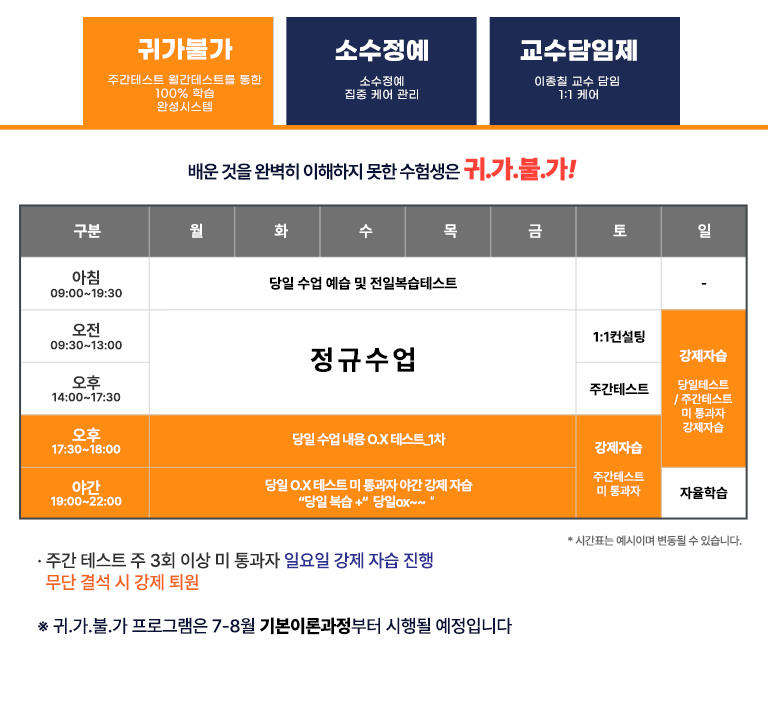 귀가불가
주간테스트 월간테스트를 통한
100% 학습
완성시스템
소수정예
소수정예
집중 케어 관리
교수담임제
이종칠 교수 담임
1:1 케어
배운 것을 완벽히 이해하지 못한 수험생은 귀.가.불.가!
구분 월 화 수 목 금 토 일
아침
09:00~19:30
당일 수업 예습 및 전일복습테스트
-
오전
09:30~13:00
정규수업
1:1컨설팅
오후
14:00~17:30
주간테스트
강제자습
당일테스트
/ 주간테스트
미 통과자
강제자습
오후
17:30~18:00
당일 수업 내용 O.X 테스트_1차
강제자습
주간테스트
미 통과자
야간
19:00~22:00
당일 O.X 테스트 미 통과자 야간 강제 자습
“당일 복습 +“ 당일ox~~ "
자율학습
* 시간표는 예시이며 변동될 수 있습니다.
· 주간 테스트 주 3회 이상 미 통과자 일요일 강제 자습 진행
무단 결석 시 강제 퇴원
※ 귀.가.불.가 프로그램은 7-8월 기본이론과정부터 시행될 예정입니다